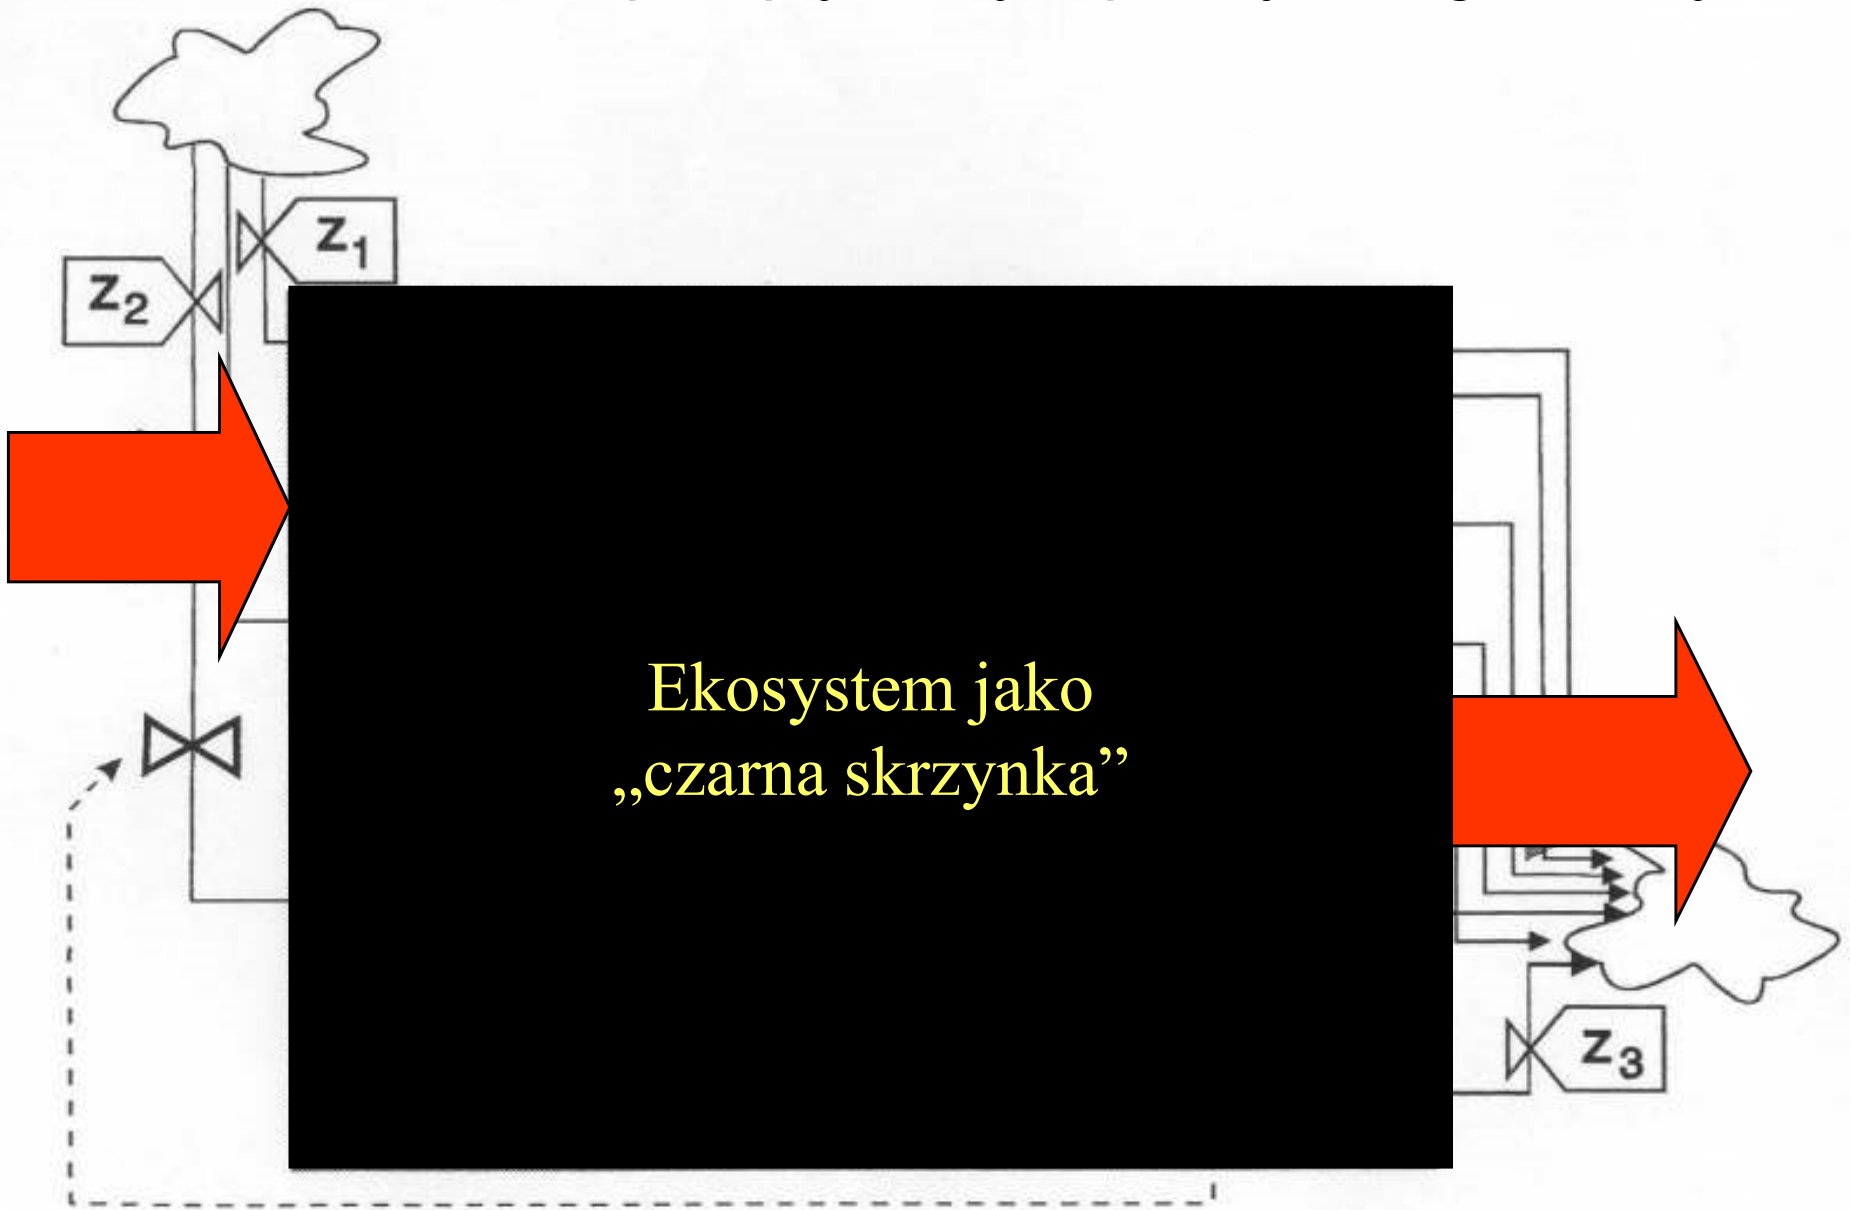 Z1
Z2
Ekosystem jako
„czarna skrzynka”
Z3